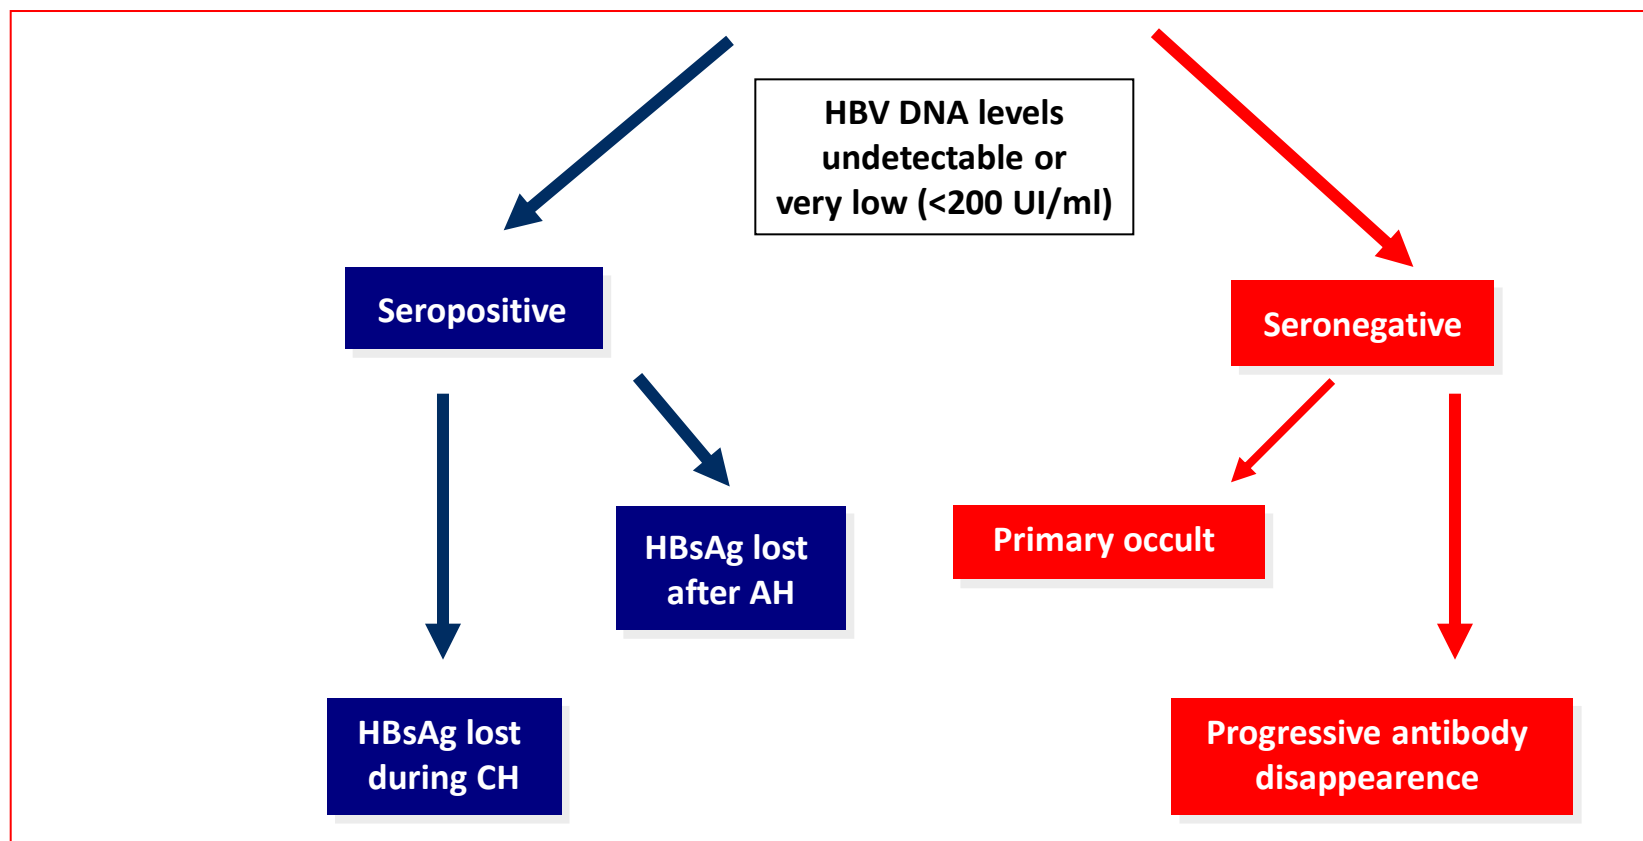 HBV DNA levels
undetectable or
very low (<200 UI/ml)
Seropositive
Seronegative
HBsAg lost
after AH
Primary occult
HBsAg lost
during CH
Progressive antibody
disappearence